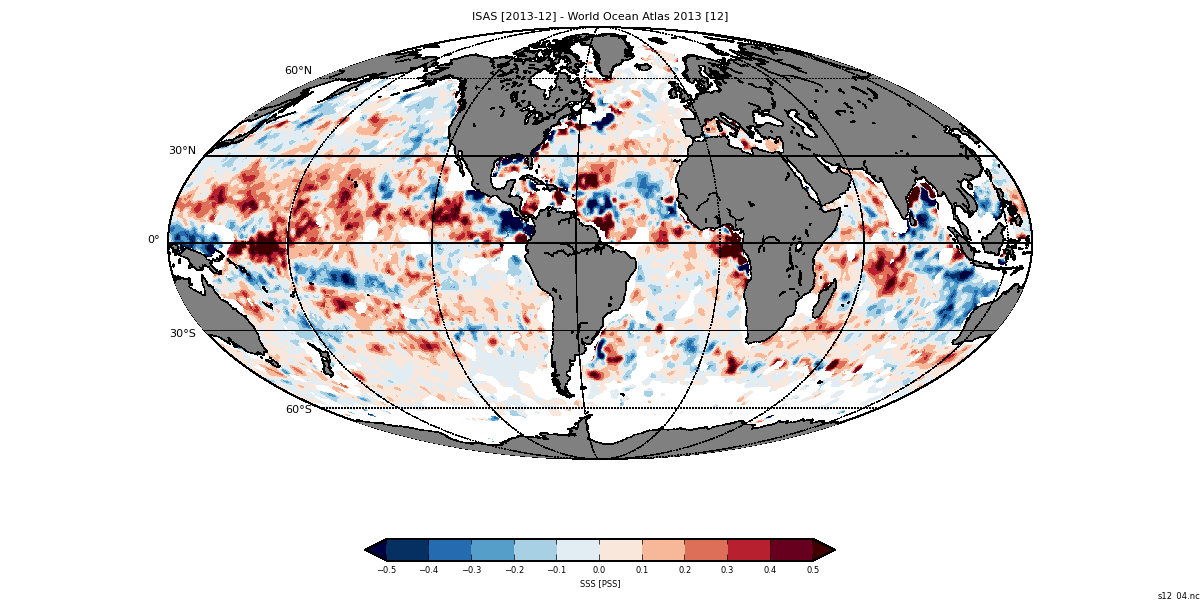 ISAS [2013-12] - World Ocean Atlas 2013 [12]
60°N
30°N
0°
30°S
60°S
−0.5 −0.4 −0.3 −0.2 −0.1 0.0 0.1 0.2 0.3 0.4 0.5
SSS [PSS]
s12_04.nc